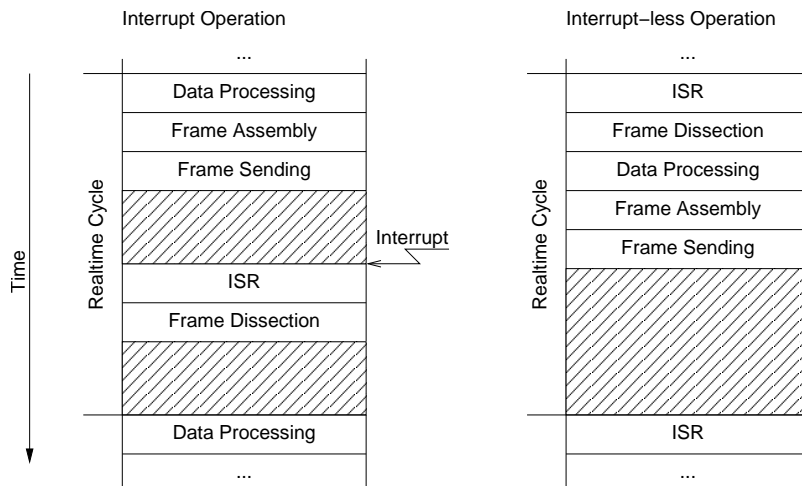 Interrupt Operation
...
Data Processing
Frame Assembly
Frame Sending
Interrupt
ISR
Frame Dissection
Data Processing
...
Realtime Cycle
Time
Interrupt−less Operation
...
ISR
Frame Dissection
Data Processing
Frame Assembly
Frame Sending
ISR
...
Realtime Cycle